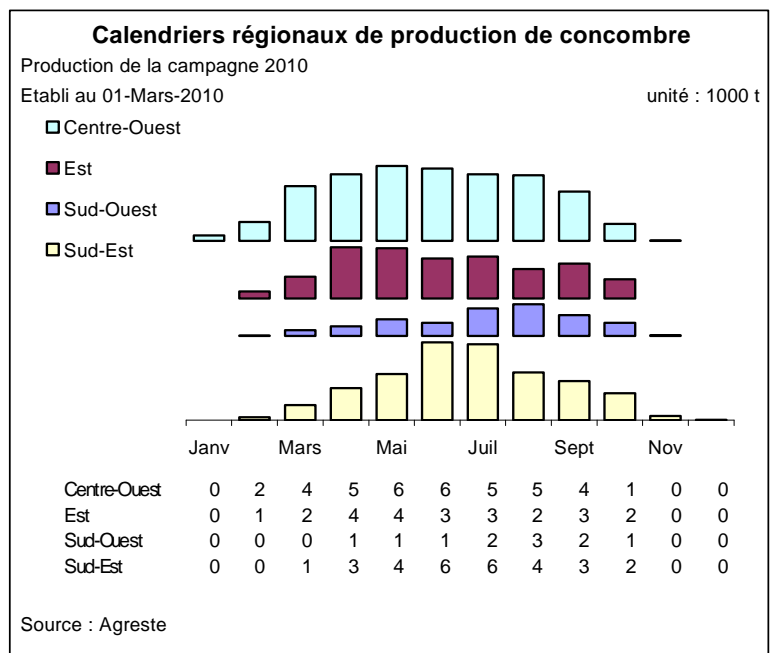 Calendriers régionaux de production de concombre
Production de la campagne 2010
Etabli au 01-Mars-2010 unité : 1000 t
Centre-Ouest
Est
Sud-Ouest
Sud-Est
Janv Mars Mai Juil Sept Nov
Centre-Ouest 0 2 4 5 6 6 5 5 4 1 0 0
Est 0 1 2 4 4 3 3 2 3 2 0 0
Sud-Ouest 0 0 0 1 1 1 2 3 2 1 0 0
Sud-Est 0 0 1 3 4 6 6 4 3 2 0 0
Source : Agreste